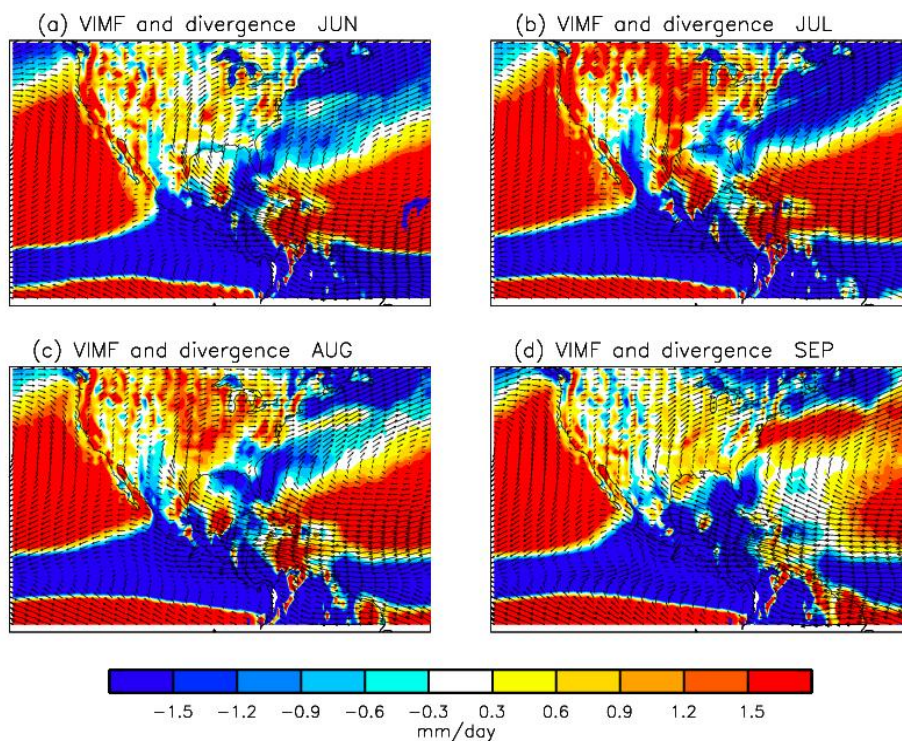 (a) VIMF and divergence JUN
(b) VIMF and divergence JUL
(c) VIMF and divergence AUG
(d) VIMF and divergence SEP
-1.5 -1.2 -0.9 -0.6 -0.3 0.3 0.6 0.9 1.2 1.5
mm/day